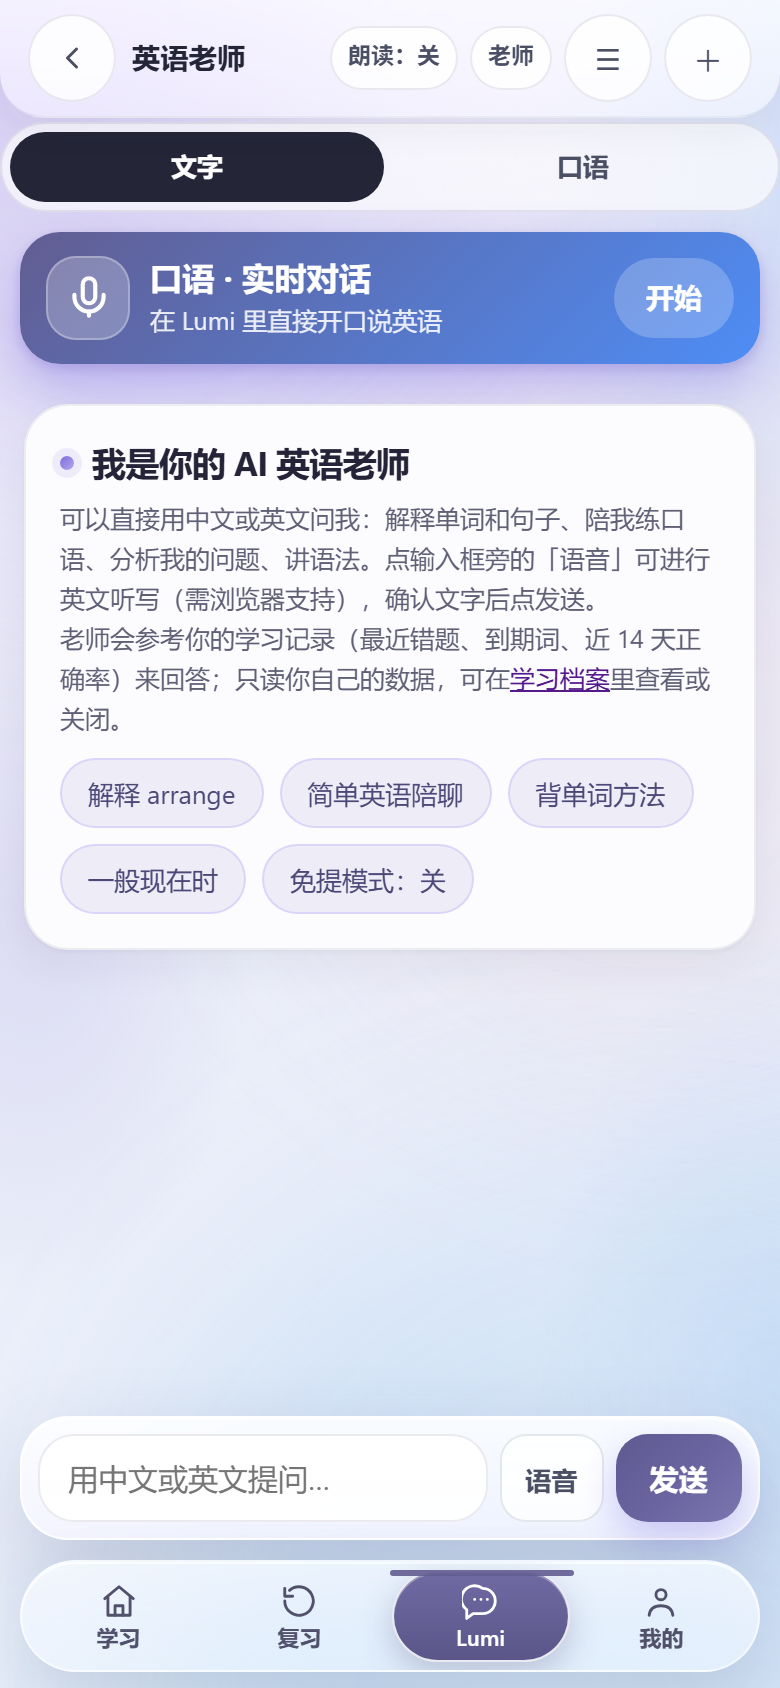 英语老师
朗读：关
老师
文字
口语
口语 · 实时对话
在 Lumi 里直接开口说英语
开始
我是你的 AI 英语老师
可以直接用中文或英文问我：解释单词和句子、陪我练口
语、分析我的问题、讲语法。点输入框旁的「语音」可进行
英文听写（需浏览器支持），确认文字后点发送。
老师会参考你的学习记录（最近错题、到期词、近 14 天正
确率）来回答；只读你自己的数据，可在学习档案里查看或
关闭。
解释 arrange
简单英语陪聊
背单词方法
一般现在时
免提模式：关
用中文或英文提问...
语音
发送
学习
复习
Lumi
我的